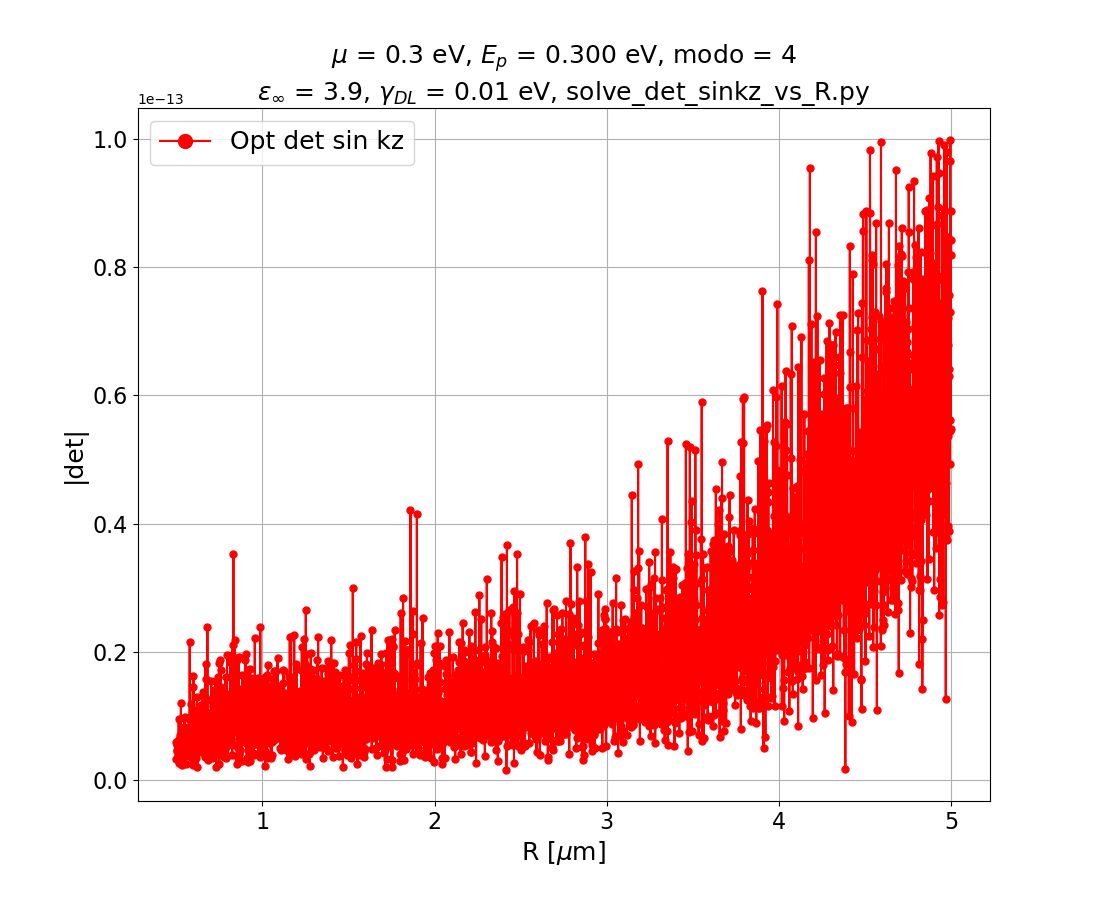 μ = 0.3 eV, E_p = 0.300 eV, modo = 4
ε_∞ = 3.9, γ_DL = 0.01 eV, solve_det_sinkz_vs_R.py
1e−13
Opt det sin kz
1.0
0.8
0.6
0.4
0.2
0.0
|det|
1 2 3 4 5
R [μm]